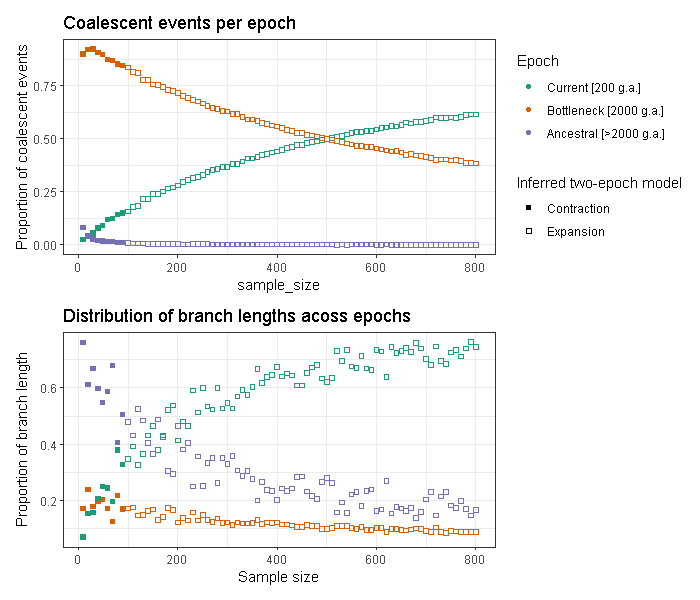 Coalescent events per epoch
Proportion of coalescent events
0.75
0.50
0.25
0.00
0 200 400 600 800
sample_size
Epoch
Current [200 g.a.]
Bottleneck [2000 g.a.]
Ancestral [>2000 g.a.]
Inferred two-epoch model
Contraction
Expansion
Distribution of branch lengths acoss epochs
Proportion of branch length
0.6
0.4
0.2
0 200 400 600 800
Sample size